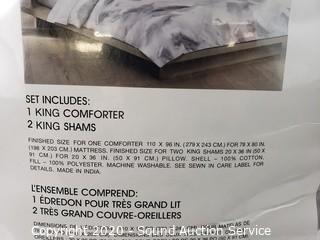 SET INCLUDES:
1 KING COMFORTER
2 KING SHAMS
FINISHED SIZE FOR ONE COMFORTER 110 X 96 IN. (279 X 243 CM.) FOR 78 X 80 IN.
(198 X 203 CM.) MATTRESS. FINISHED SIZE FOR TWO KING SHAMS 20 X 36 IN (50 X
91 CM.) FOR 20 X 36 IN. (50 X 91 CM.) PILLOW. SHELL – 100% COTTON.
FILL – 100% POLYESTER. MACHINE WASHABLE. SEE SEWN IN CARE LABEL FOR
DETAILS. MADE IN INDIA.
L'ENSEMBLE COMPREND:
1 ÉDREDON POUR TRÈS GRAND LIT
2 TRÈS GRAND COUVRE-OREILLERS
Copyright 2020 - Sound Auction Service